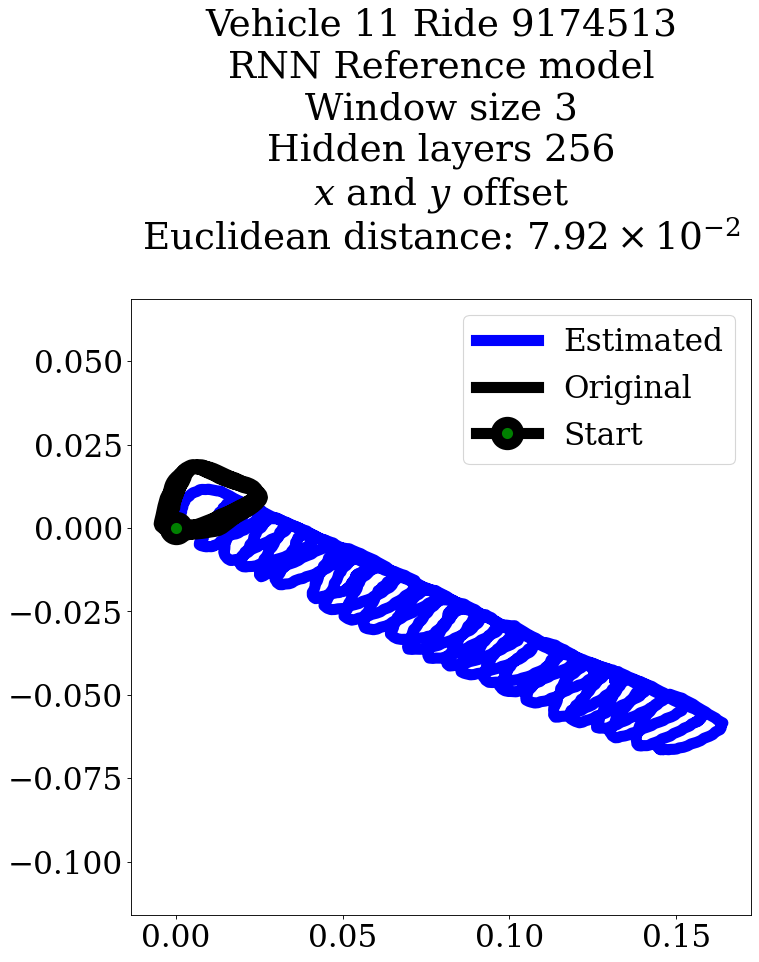 Vehicle 11 Ride 9174513
RNN Reference model
Window size 3
Hidden layers 256
x and y offset
Euclidean distance: 7.92 × 10⁻²
Estimated
Original
Start
0.050
0.025
0.000
−0.025
−0.050
−0.075
−0.100
0.00 0.05 0.10 0.15